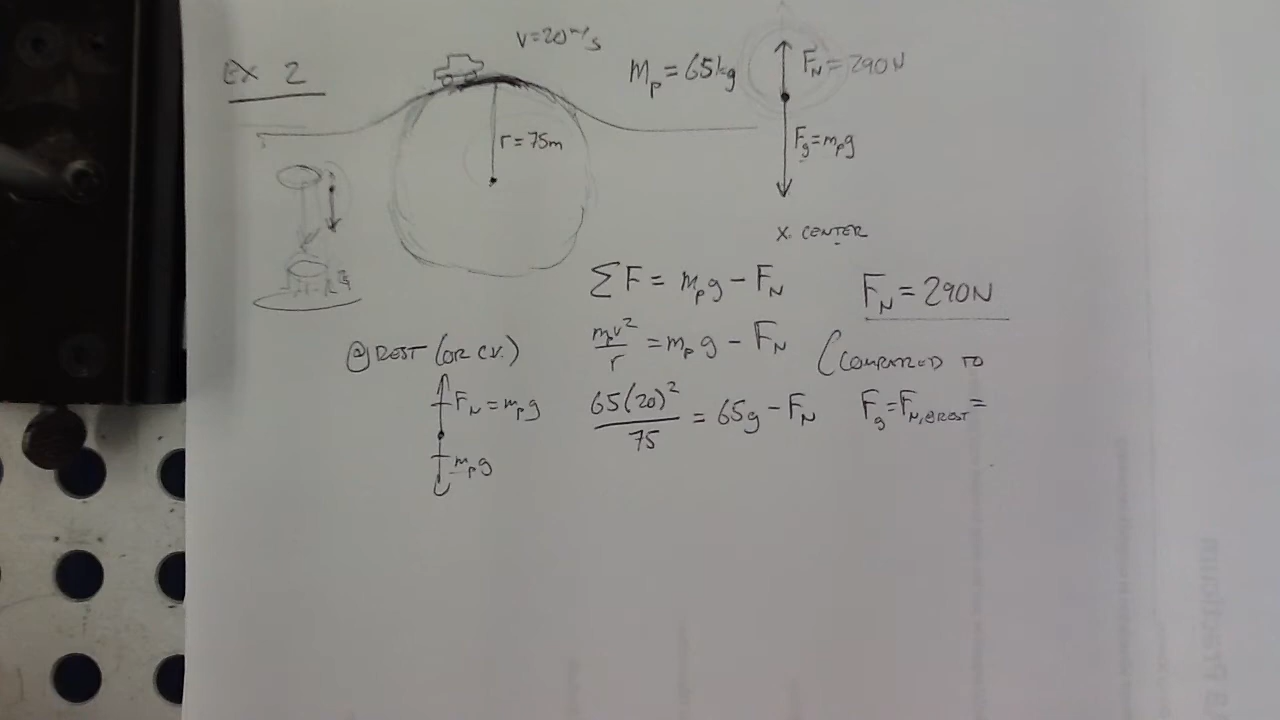 EX 2
v=20m/s
r=75m
Mp=65kg
FN=290N
Fg=mpg
X. CENTER
ΣF = mpg - FN
mpv²/r = mpg - FN
65(20)²/75 = 65g - FN
FN=290N
(COMPARED TO
Fg=FN,@REST=
@REST (OR C.V.)
FN=mpg
mpg